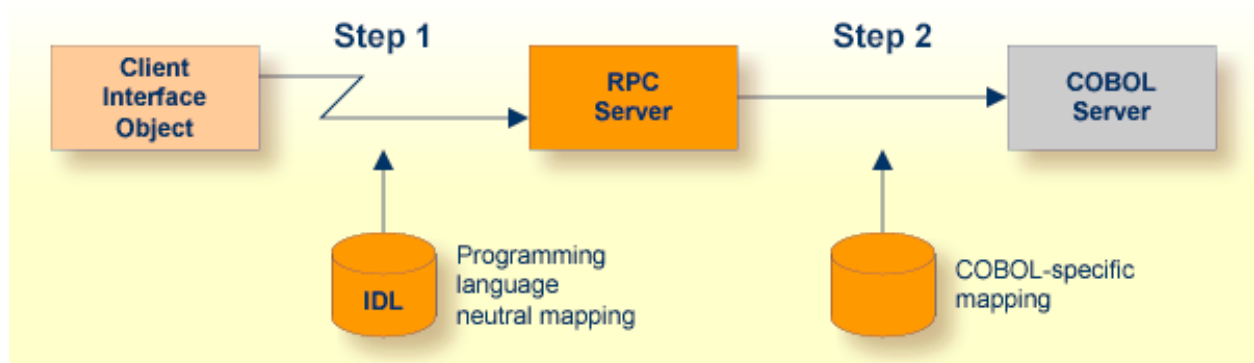 Step 1
Step 2
Client
Interface
Object
RPC
Server
COBOL
Server
IDL
Programming
language
neutral mapping
COBOL-specific
mapping